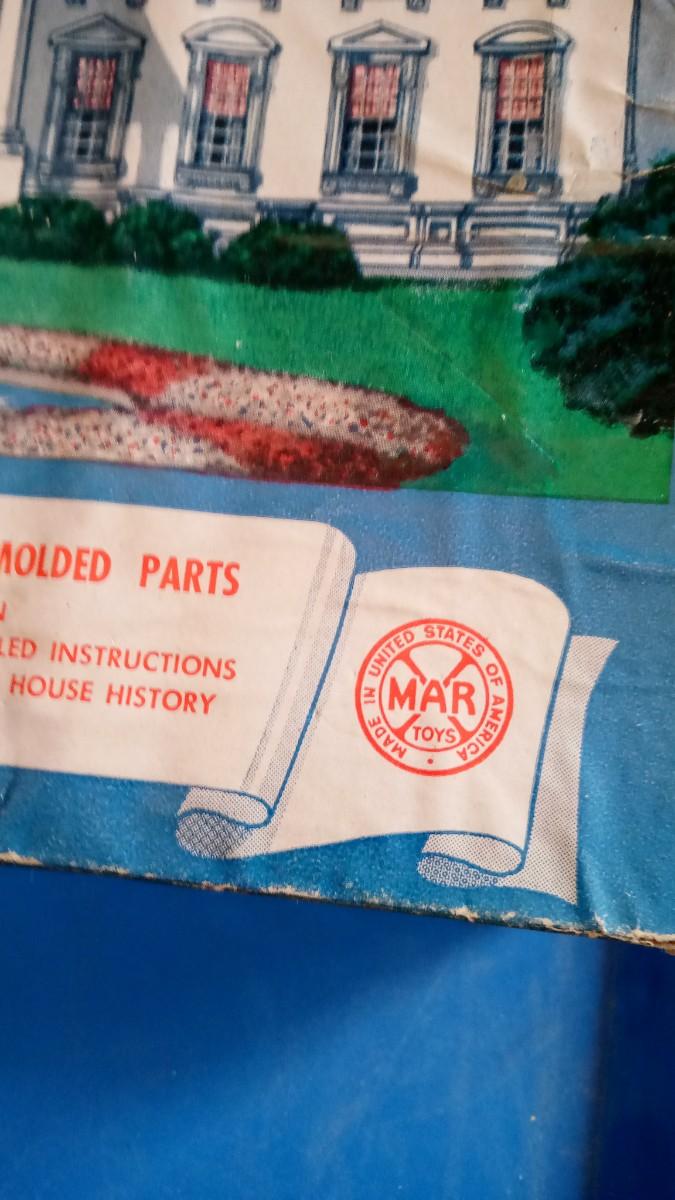 MOLDED PARTS
N
LED INSTRUCTIONS
HOUSE HISTORY
MADE IN UNITED STATES OF AMERICA
MAR
TOYS